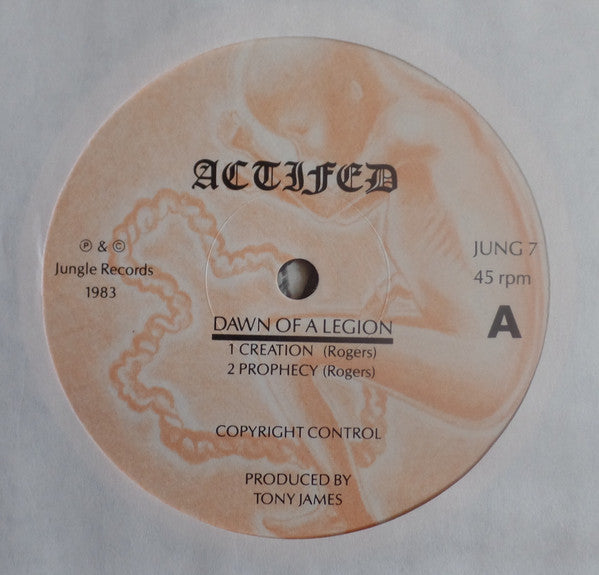 ACTIFED
Ⓟ & ©
Jungle Records
1983
JUNG 7
45 rpm
A
DAWN OF A LEGION
1 CREATION (Rogers)
2 PROPHECY (Rogers)
COPYRIGHT CONTROL
PRODUCED BY
TONY JAMES